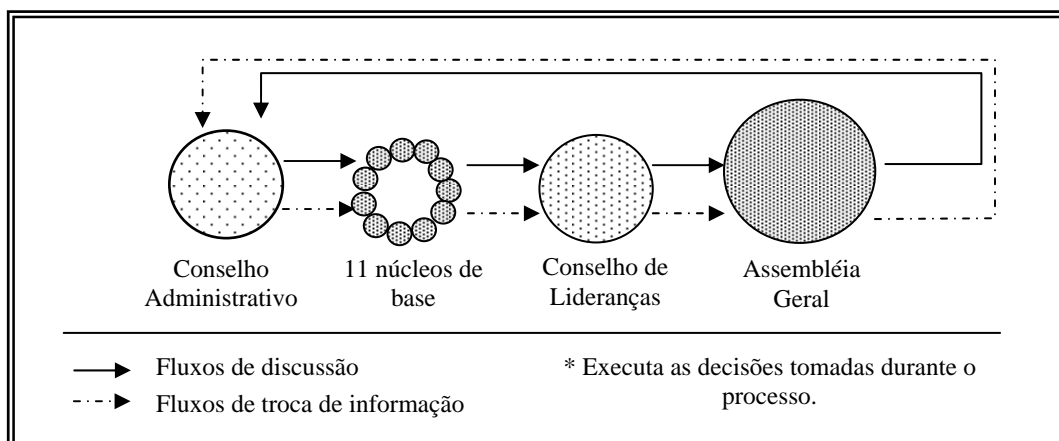 Conselho
Administrativo
11 núcleos de
base
Conselho de
Lideranças
Assembléia
Geral
Fluxos de discussão
Fluxos de troca de informação
* Executa as decisões tomadas durante o
processo.